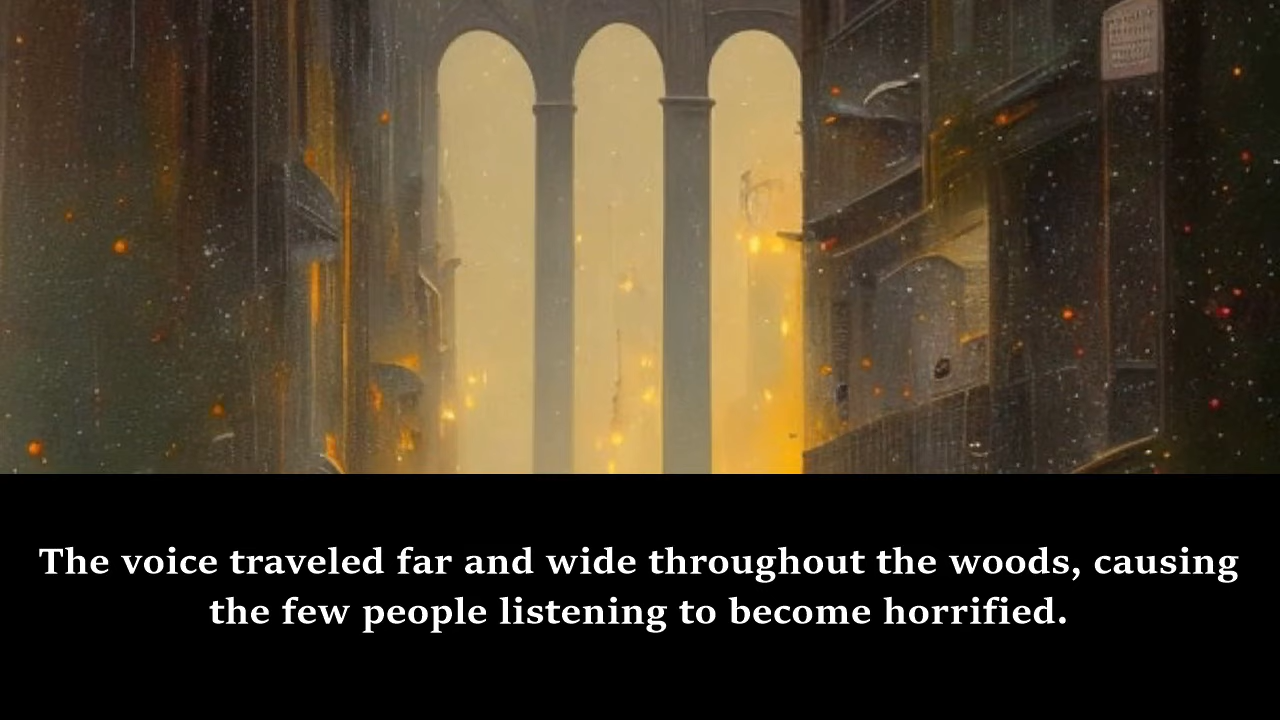 The voice traveled far and wide throughout the woods, causing
the few people listening to become horrified.